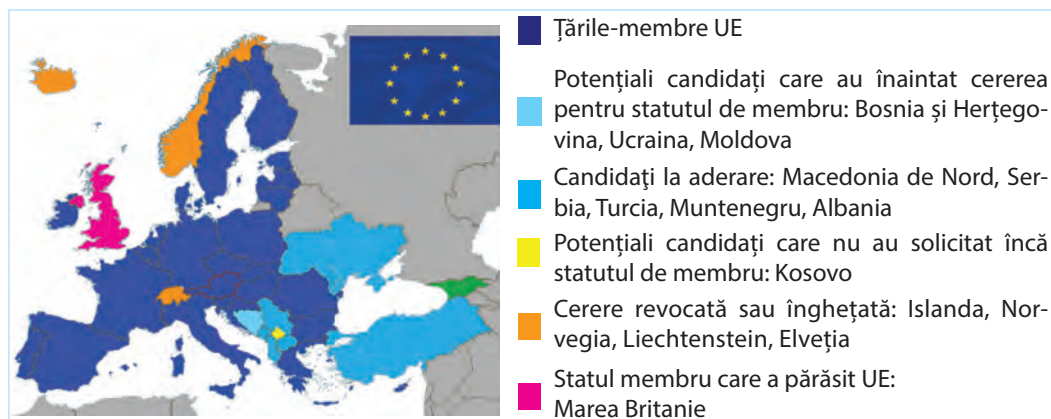 Țările-membre UE
Potențiali candidați care au înaintat cererea
pentru statutul de membru: Bosnia și Herțego-
vina, Ucraina, Moldova
Candidaţi la aderare: Macedonia de Nord, Ser-
bia, Turcia, Muntenegru, Albania
Potențiali candidați care nu au solicitat încă
statutul de membru: Kosovo
Cerere revocată sau înghețată: Islanda, Nor-
vegia, Liechtenstein, Elveția
Statul membru care a părăsit UE:
Marea Britanie